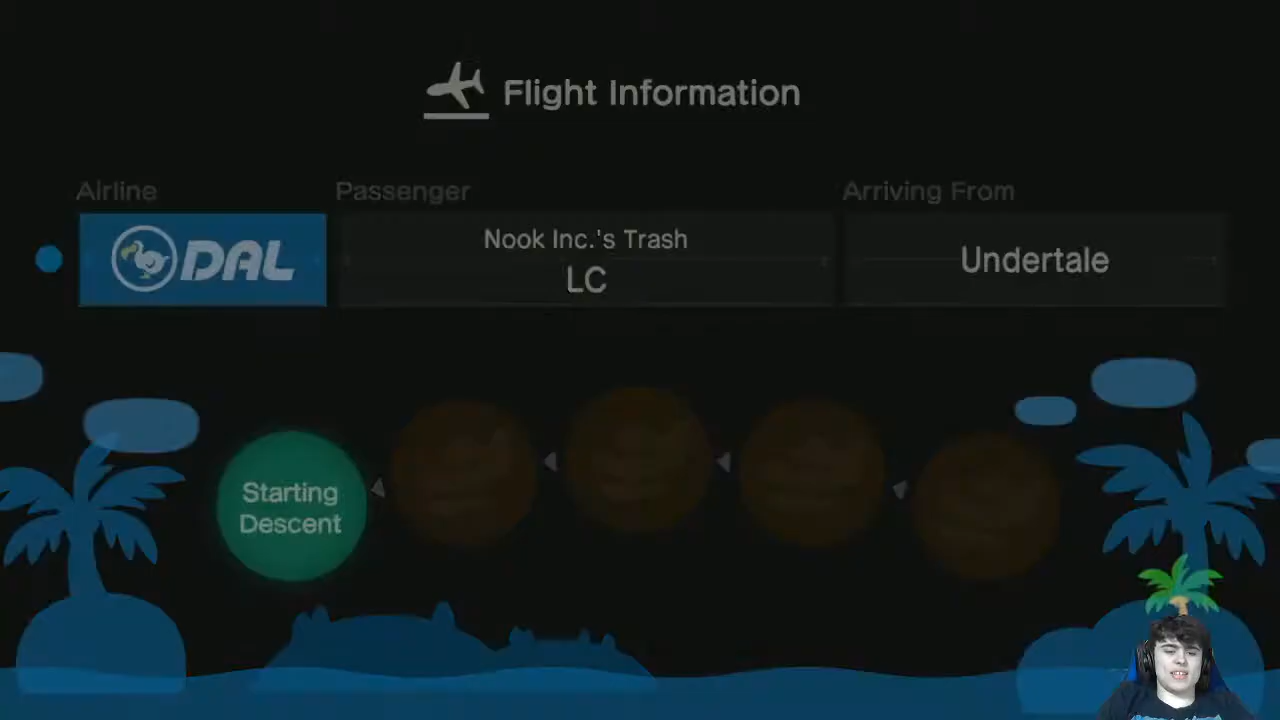 Flight Information
Airline
Passenger
Arriving From
DAL
Nook Inc.'s Trash
LC
Undertale
Starting
Descent